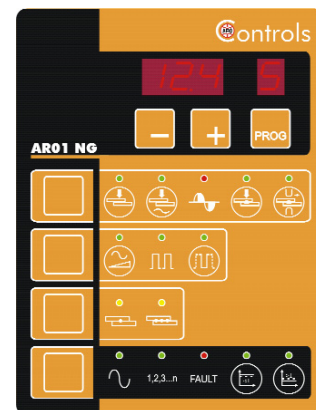 Controls
124 5
− + PROG
AR01 NG
1,2,3...n FAULT